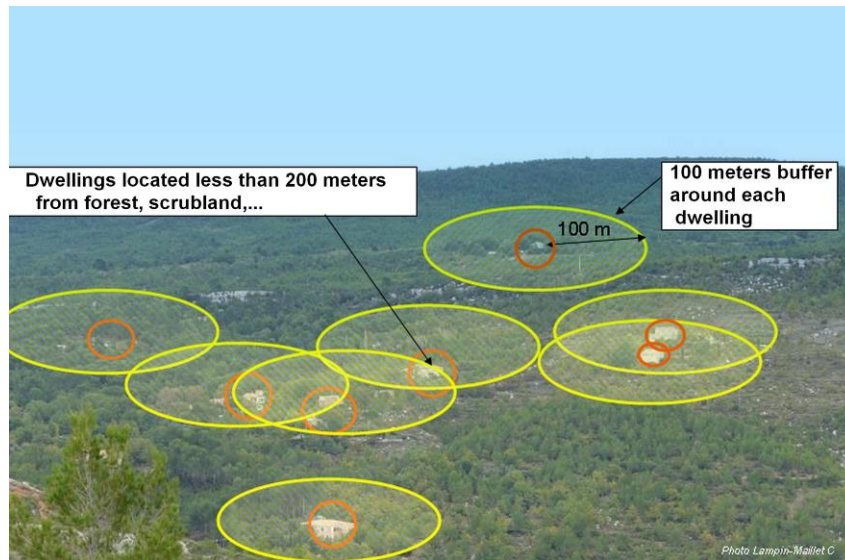 Dwellings located less than 200 meters
from forest, scrubland,...
100 meters buffer
around each
dwelling
100 m
Photo Lampin-Maillet C